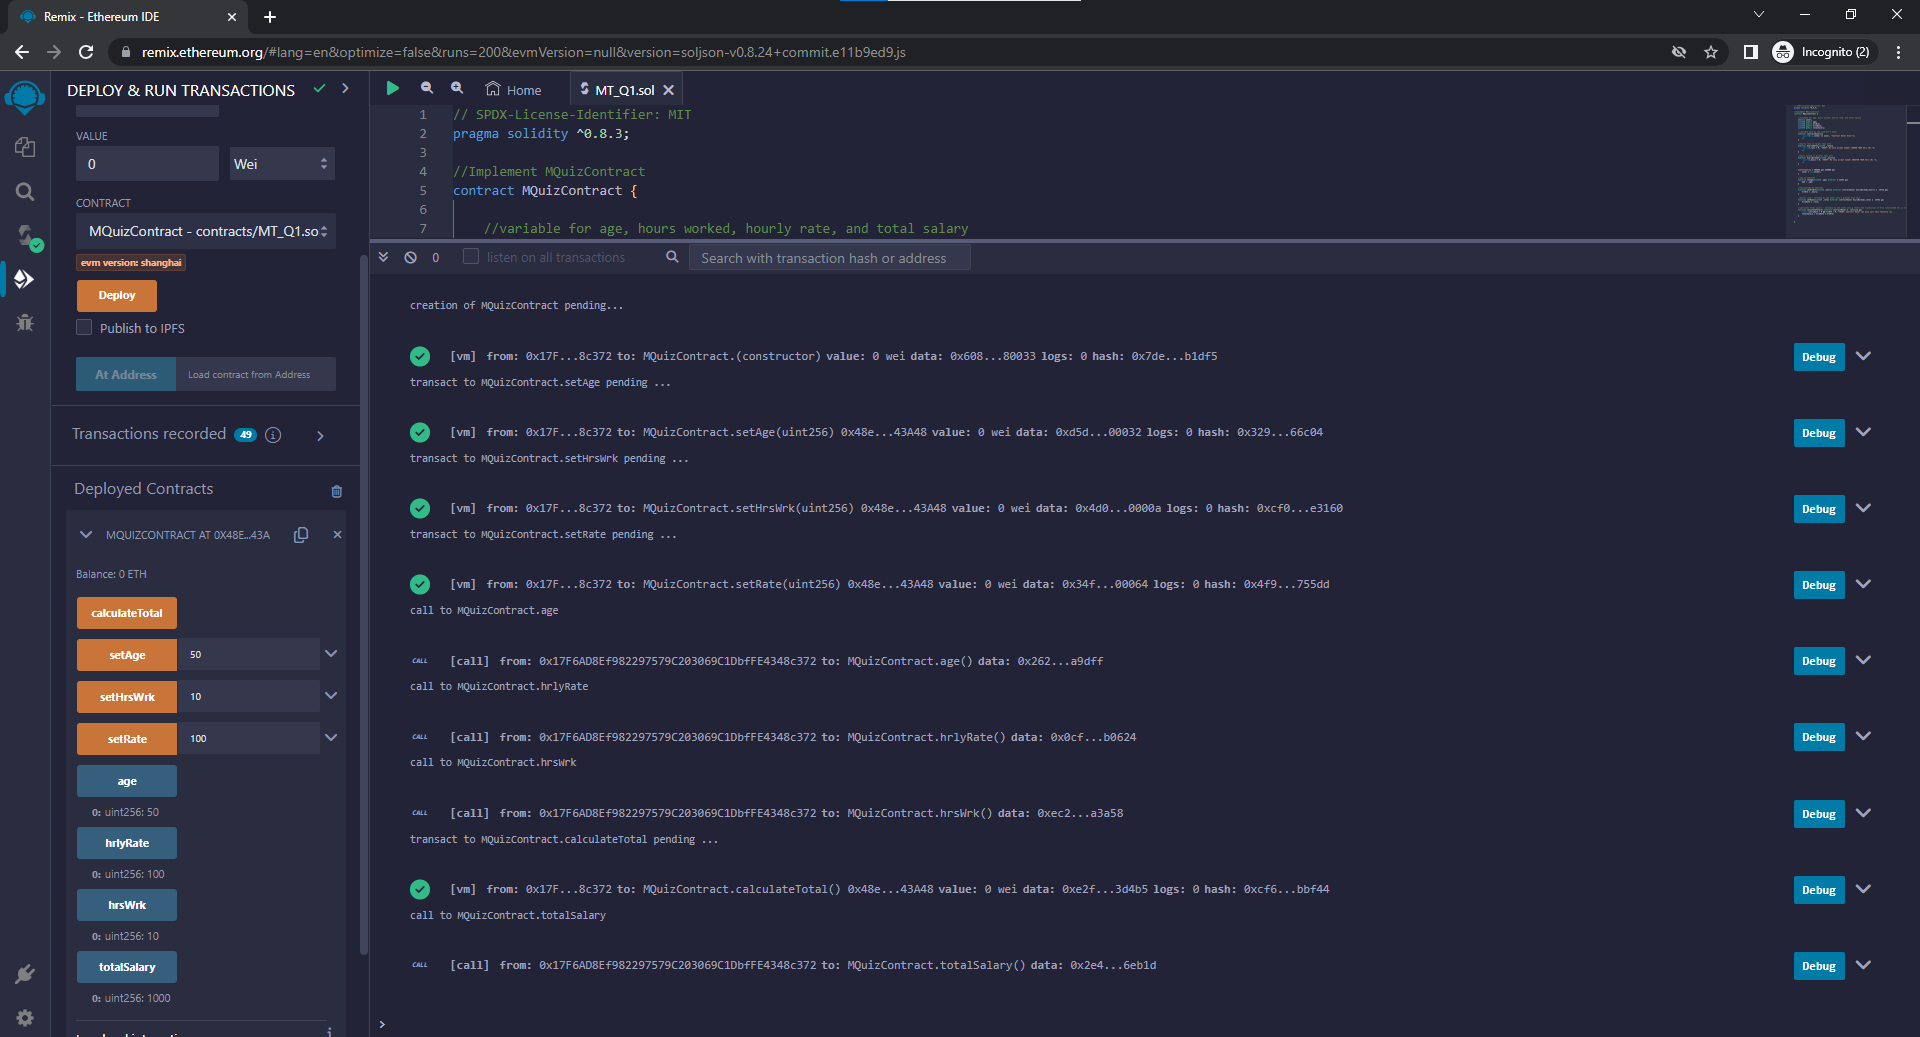 Remix - Ethereum IDE
remix.ethereum.org/#lang=en&optimize=false&runs=200&evmVersion=null&version=soljson-v0.8.24+commit.e11b9ed9.js
Incognito (2)
DEPLOY & RUN TRANSACTIONS
VALUE
0
Wei
CONTRACT
MQuizContract - contracts/MT_Q1.so
evm version: shanghai
Deploy
Publish to IPFS
At Address
Load contract from Address
Transactions recorded 49 i
Deployed Contracts
MQUIZCONTRACT AT 0X48E...43A
Balance: 0 ETH
calculateTotal
setAge 50
setHrsWrk 10
setRate 100
age
0: uint256: 50
hrlyRate
0: uint256: 100
hrsWrk
0: uint256: 10
totalSalary
0: uint256: 1000
Home
MT_Q1.sol
1 // SPDX-License-Identifier: MIT
2 pragma solidity ^0.8.3;
3
4 //Implement MQuizContract
5 contract MQuizContract {
6
7 //variable for age, hours worked, hourly rate, and total salary
0 listen on all transactions Search with transaction hash or address
creation of MQuizContract pending...
[vm] from: 0x17F...8c372 to: MQuizContract.(constructor) value: 0 wei data: 0x608...80033 logs: 0 hash: 0x7de...b1df5 Debug
transact to MQuizContract.setAge pending ...
[vm] from: 0x17F...8c372 to: MQuizContract.setAge(uint256) 0x48e...43A48 value: 0 wei data: 0xd5d...00032 logs: 0 hash: 0x329...66c04 Debug
transact to MQuizContract.setHrsWrk pending ...
[vm] from: 0x17F...8c372 to: MQuizContract.setHrsWrk(uint256) 0x48e...43A48 value: 0 wei data: 0x4d0...0000a logs: 0 hash: 0xcf0...e3160 Debug
transact to MQuizContract.setRate pending ...
[vm] from: 0x17F...8c372 to: MQuizContract.setRate(uint256) 0x48e...43A48 value: 0 wei data: 0x34f...00064 logs: 0 hash: 0x4f9...755dd Debug
call to MQuizContract.age
CALL [call] from: 0x17F6AD8Ef982297579C203069C1DbfFE4348c372 to: MQuizContract.age() data: 0x262...a9dff Debug
call to MQuizContract.hrlyRate
CALL [call] from: 0x17F6AD8Ef982297579C203069C1DbfFE4348c372 to: MQuizContract.hrlyRate() data: 0x0cf...b0624 Debug
call to MQuizContract.hrsWrk
CALL [call] from: 0x17F6AD8Ef982297579C203069C1DbfFE4348c372 to: MQuizContract.hrsWrk() data: 0xec2...a3a58 Debug
transact to MQuizContract.calculateTotal pending ...
[vm] from: 0x17F...8c372 to: MQuizContract.calculateTotal() 0x48e...43A48 value: 0 wei data: 0xe2f...3d4b5 logs: 0 hash: 0xcf6...bbf44 Debug
call to MQuizContract.totalSalary
CALL [call] from: 0x17F6AD8Ef982297579C203069C1DbfFE4348c372 to: MQuizContract.totalSalary() data: 0x2e4...6eb1d Debug
>